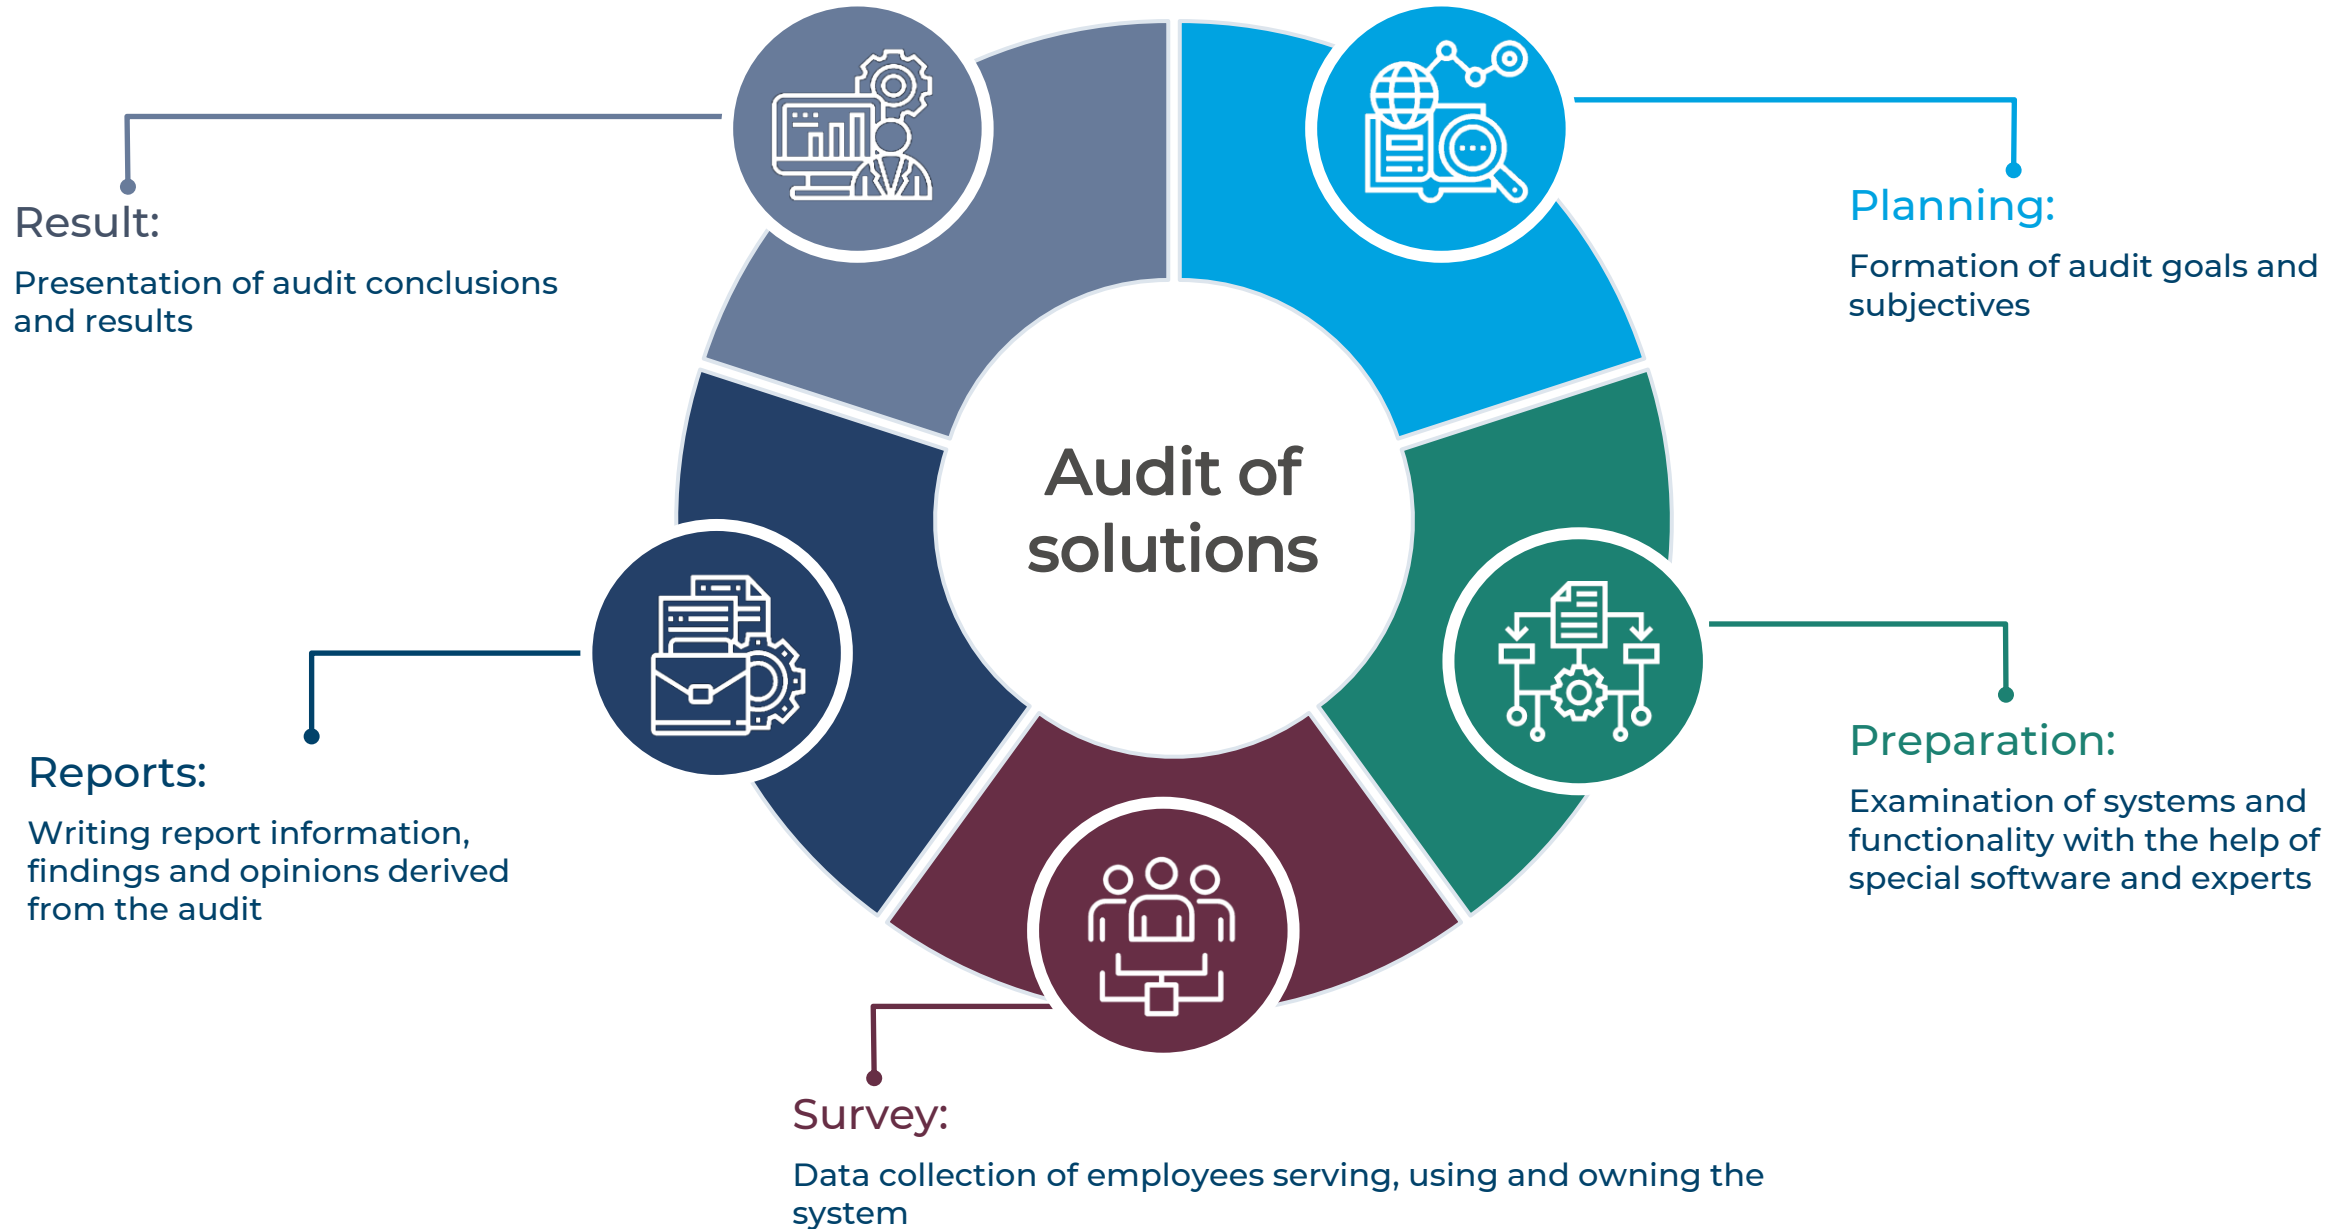 Audit of
solutions
Planning:
Formation of audit goals and
subjectives
Preparation:
Examination of systems and
functionality with the help of
special software and experts
Survey:
Data collection of employees serving, using and owning the
system
Reports:
Writing report information,
findings and opinions derived
from the audit
Result:
Presentation of audit conclusions
and results